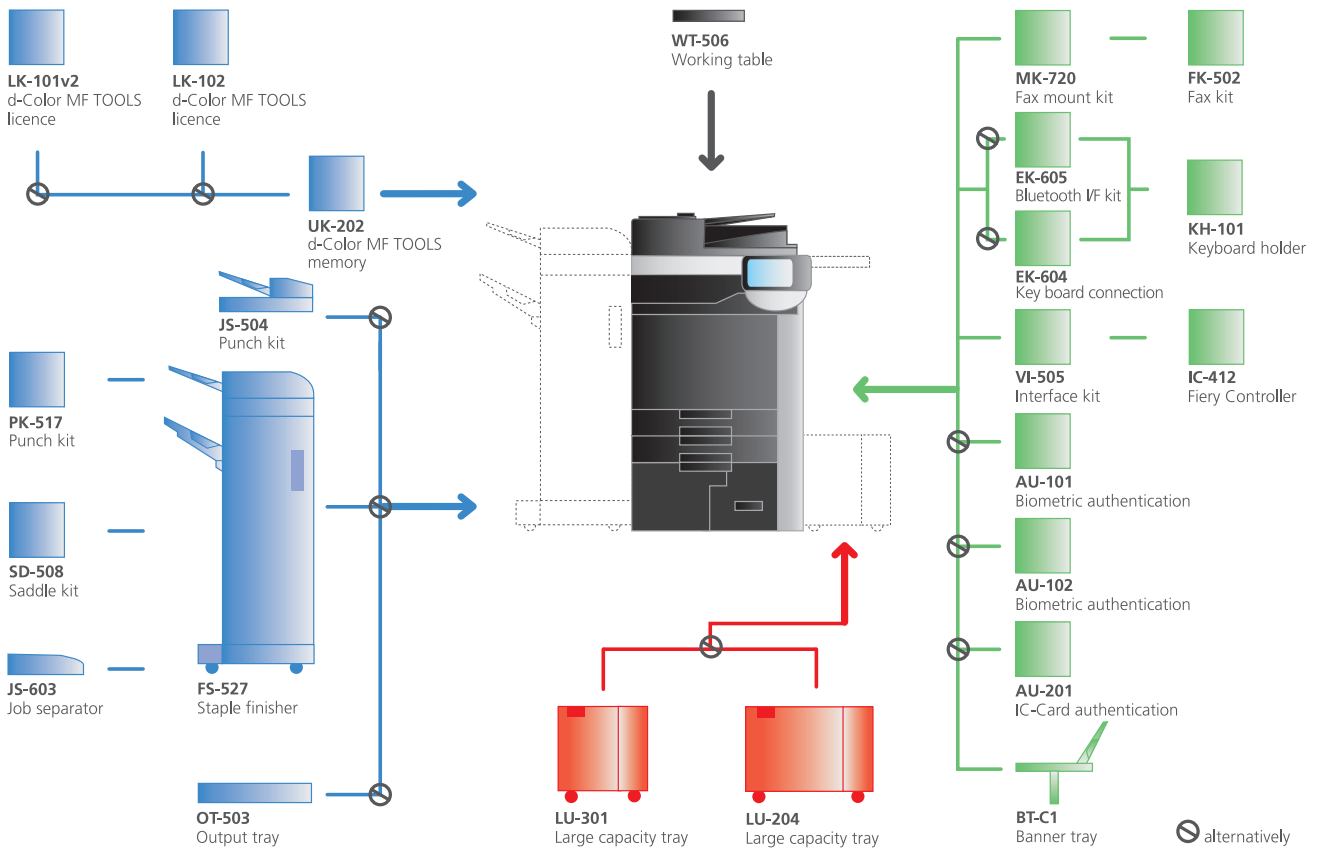 LK-101v2
d-Color MF TOOLS
licence
LK-102
d-Color MF TOOLS
licence
UK-202
d-Color MF TOOLS
memory
JS-504
Punch kit
PK-517
Punch kit
SD-508
Saddle kit
JS-603
Job separator
FS-527
Staple finisher
OT-503
Output tray
WT-506
Working table
LU-301
Large capacity tray
LU-204
Large capacity tray
MK-720
Fax mount kit
FK-502
Fax kit
EK-605
Bluetooth I/F kit
EK-604
Key board connection
KH-101
Keyboard holder
VI-505
Interface kit
IC-412
Fiery Controller
AU-101
Biometric authentication
AU-102
Biometric authentication
AU-201
IC-Card authentication
BT-C1
Banner tray
alternatively